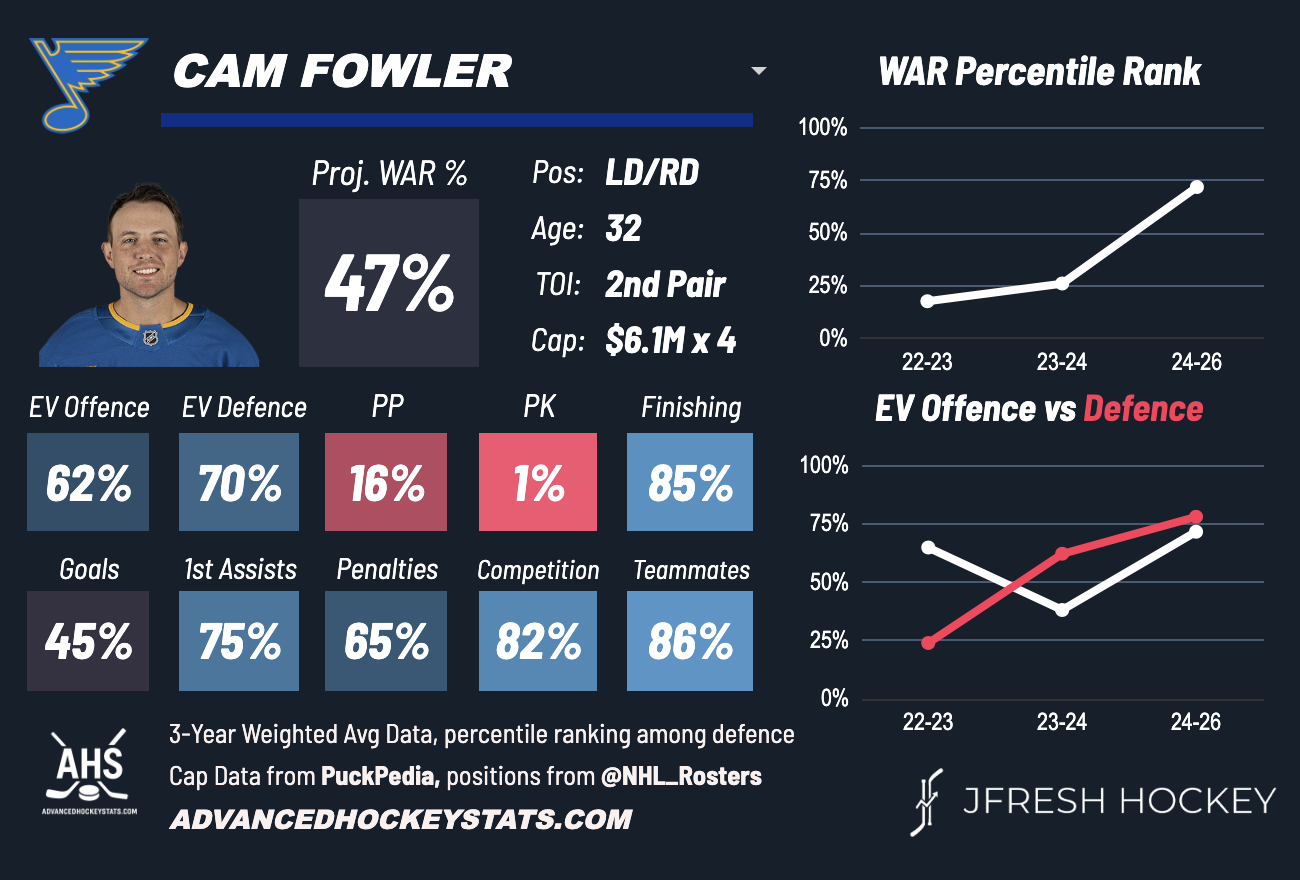 CAM FOWLER
Proj. WAR %
47%
Pos: LD/RD
Age: 32
TOI: 2nd Pair
Cap: $6.1M x 4
EV Offence EV Defence PP PK Finishing
62% 70% 16% 1% 85%
Goals 1st Assists Penalties Competition Teammates
45% 75% 65% 82% 86%
WAR Percentile Rank
100%
75%
50%
25%
0%
22-23 23-24 24-26
EV Offence vs Defence
100%
75%
50%
25%
0%
22-23 23-24 24-26
AHS
ADVANCEDHOCKEYSTATS.COM
3-Year Weighted Avg Data, percentile ranking among defence
Cap Data from PuckPedia, positions from @NHL_Rosters
ADVANCEDHOCKEYSTATS.COM
JFRESH HOCKEY